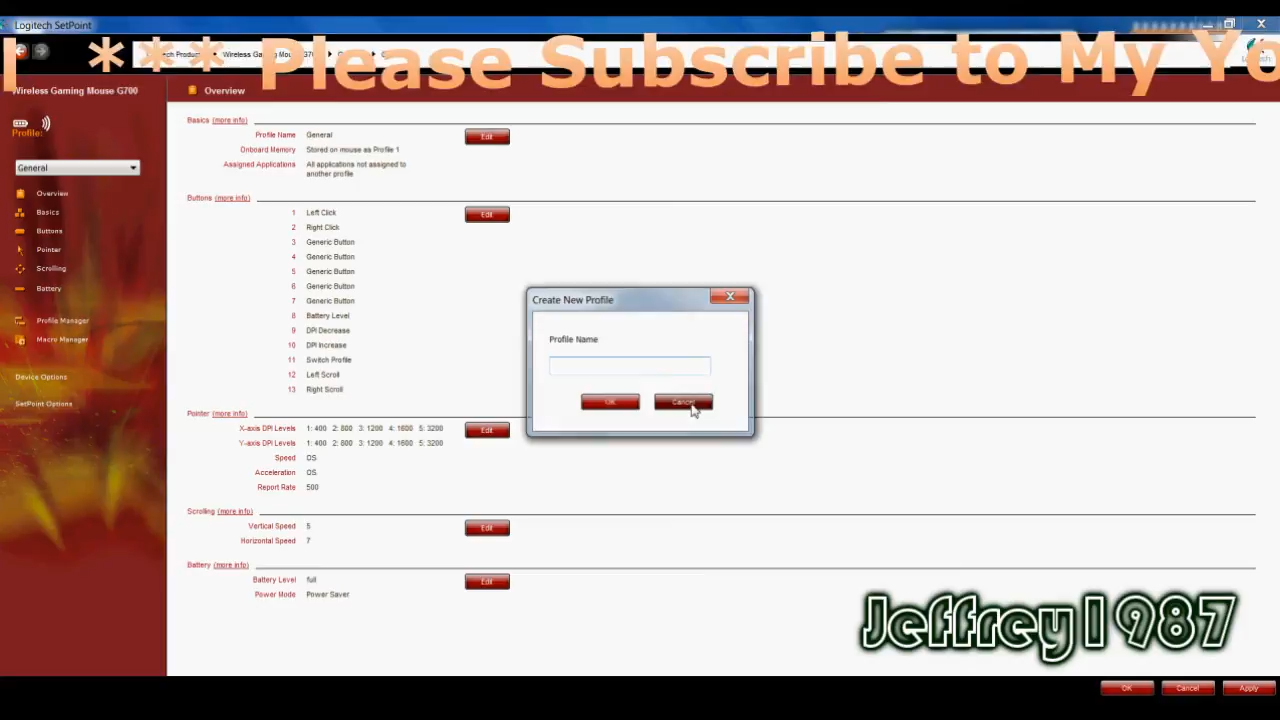 Logitech SetPoint
*** Please Subscribe to My Yo
Wireless Gaming Mouse G700
Overview
Profile:
General
Overview
Basics
Buttons
Pointer
Scrolling
Battery
Profile Manager
Macro Manager
Device Options
SetPoint Options
Basics (more info)
Profile Name General Edit
Onboard Memory Stored on mouse as Profile 1
Assigned Applications All applications not assigned to
another profile
Buttons (more info)
1 Left Click Edit
2 Right Click
3 Generic Button
4 Generic Button
5 Generic Button
6 Generic Button
7 Generic Button
8 Battery Level
9 DPI Decrease
10 DPI Increase
11 Switch Profile
12 Left Scroll
13 Right Scroll
Create New Profile
Profile Name
OK Cancel
Pointer (more info)
X-axis DPI Levels 1: 400 2: 800 3: 1200 4: 1600 5: 3200 Edit
Y-axis DPI Levels 1: 400 2: 800 3: 1200 4: 1600 5: 3200
Speed OS
Acceleration OS
Report Rate 500
Scrolling (more info)
Vertical Speed 5 Edit
Horizontal Speed 7
Battery (more info)
Battery Level full Edit
Power Mode Power Saver
Jeffrey1987
OK Cancel Apply